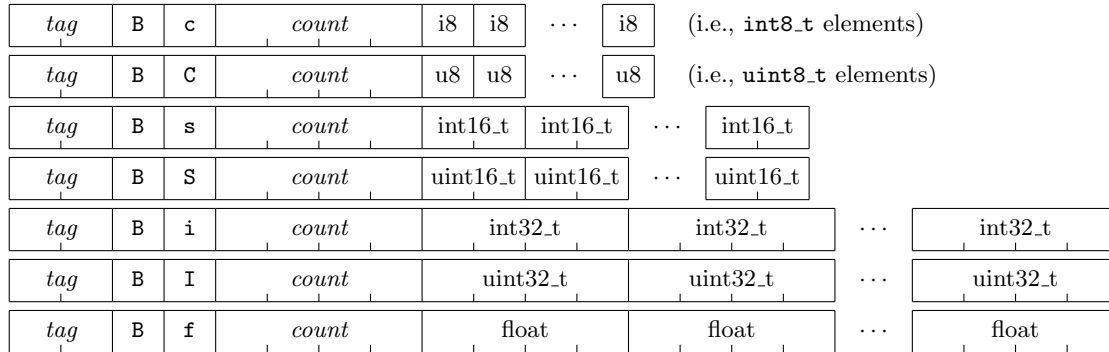 tag B c count i8 i8 ··· i8 (i.e., int8_t elements)
tag B C count u8 u8 ··· u8 (i.e., uint8_t elements)
tag B s count int16_t int16_t ··· int16_t
tag B S count uint16_t uint16_t ··· uint16_t
tag B i count int32_t int32_t ··· int32_t
tag B I count uint32_t uint32_t ··· uint32_t
tag B f count float float ··· float